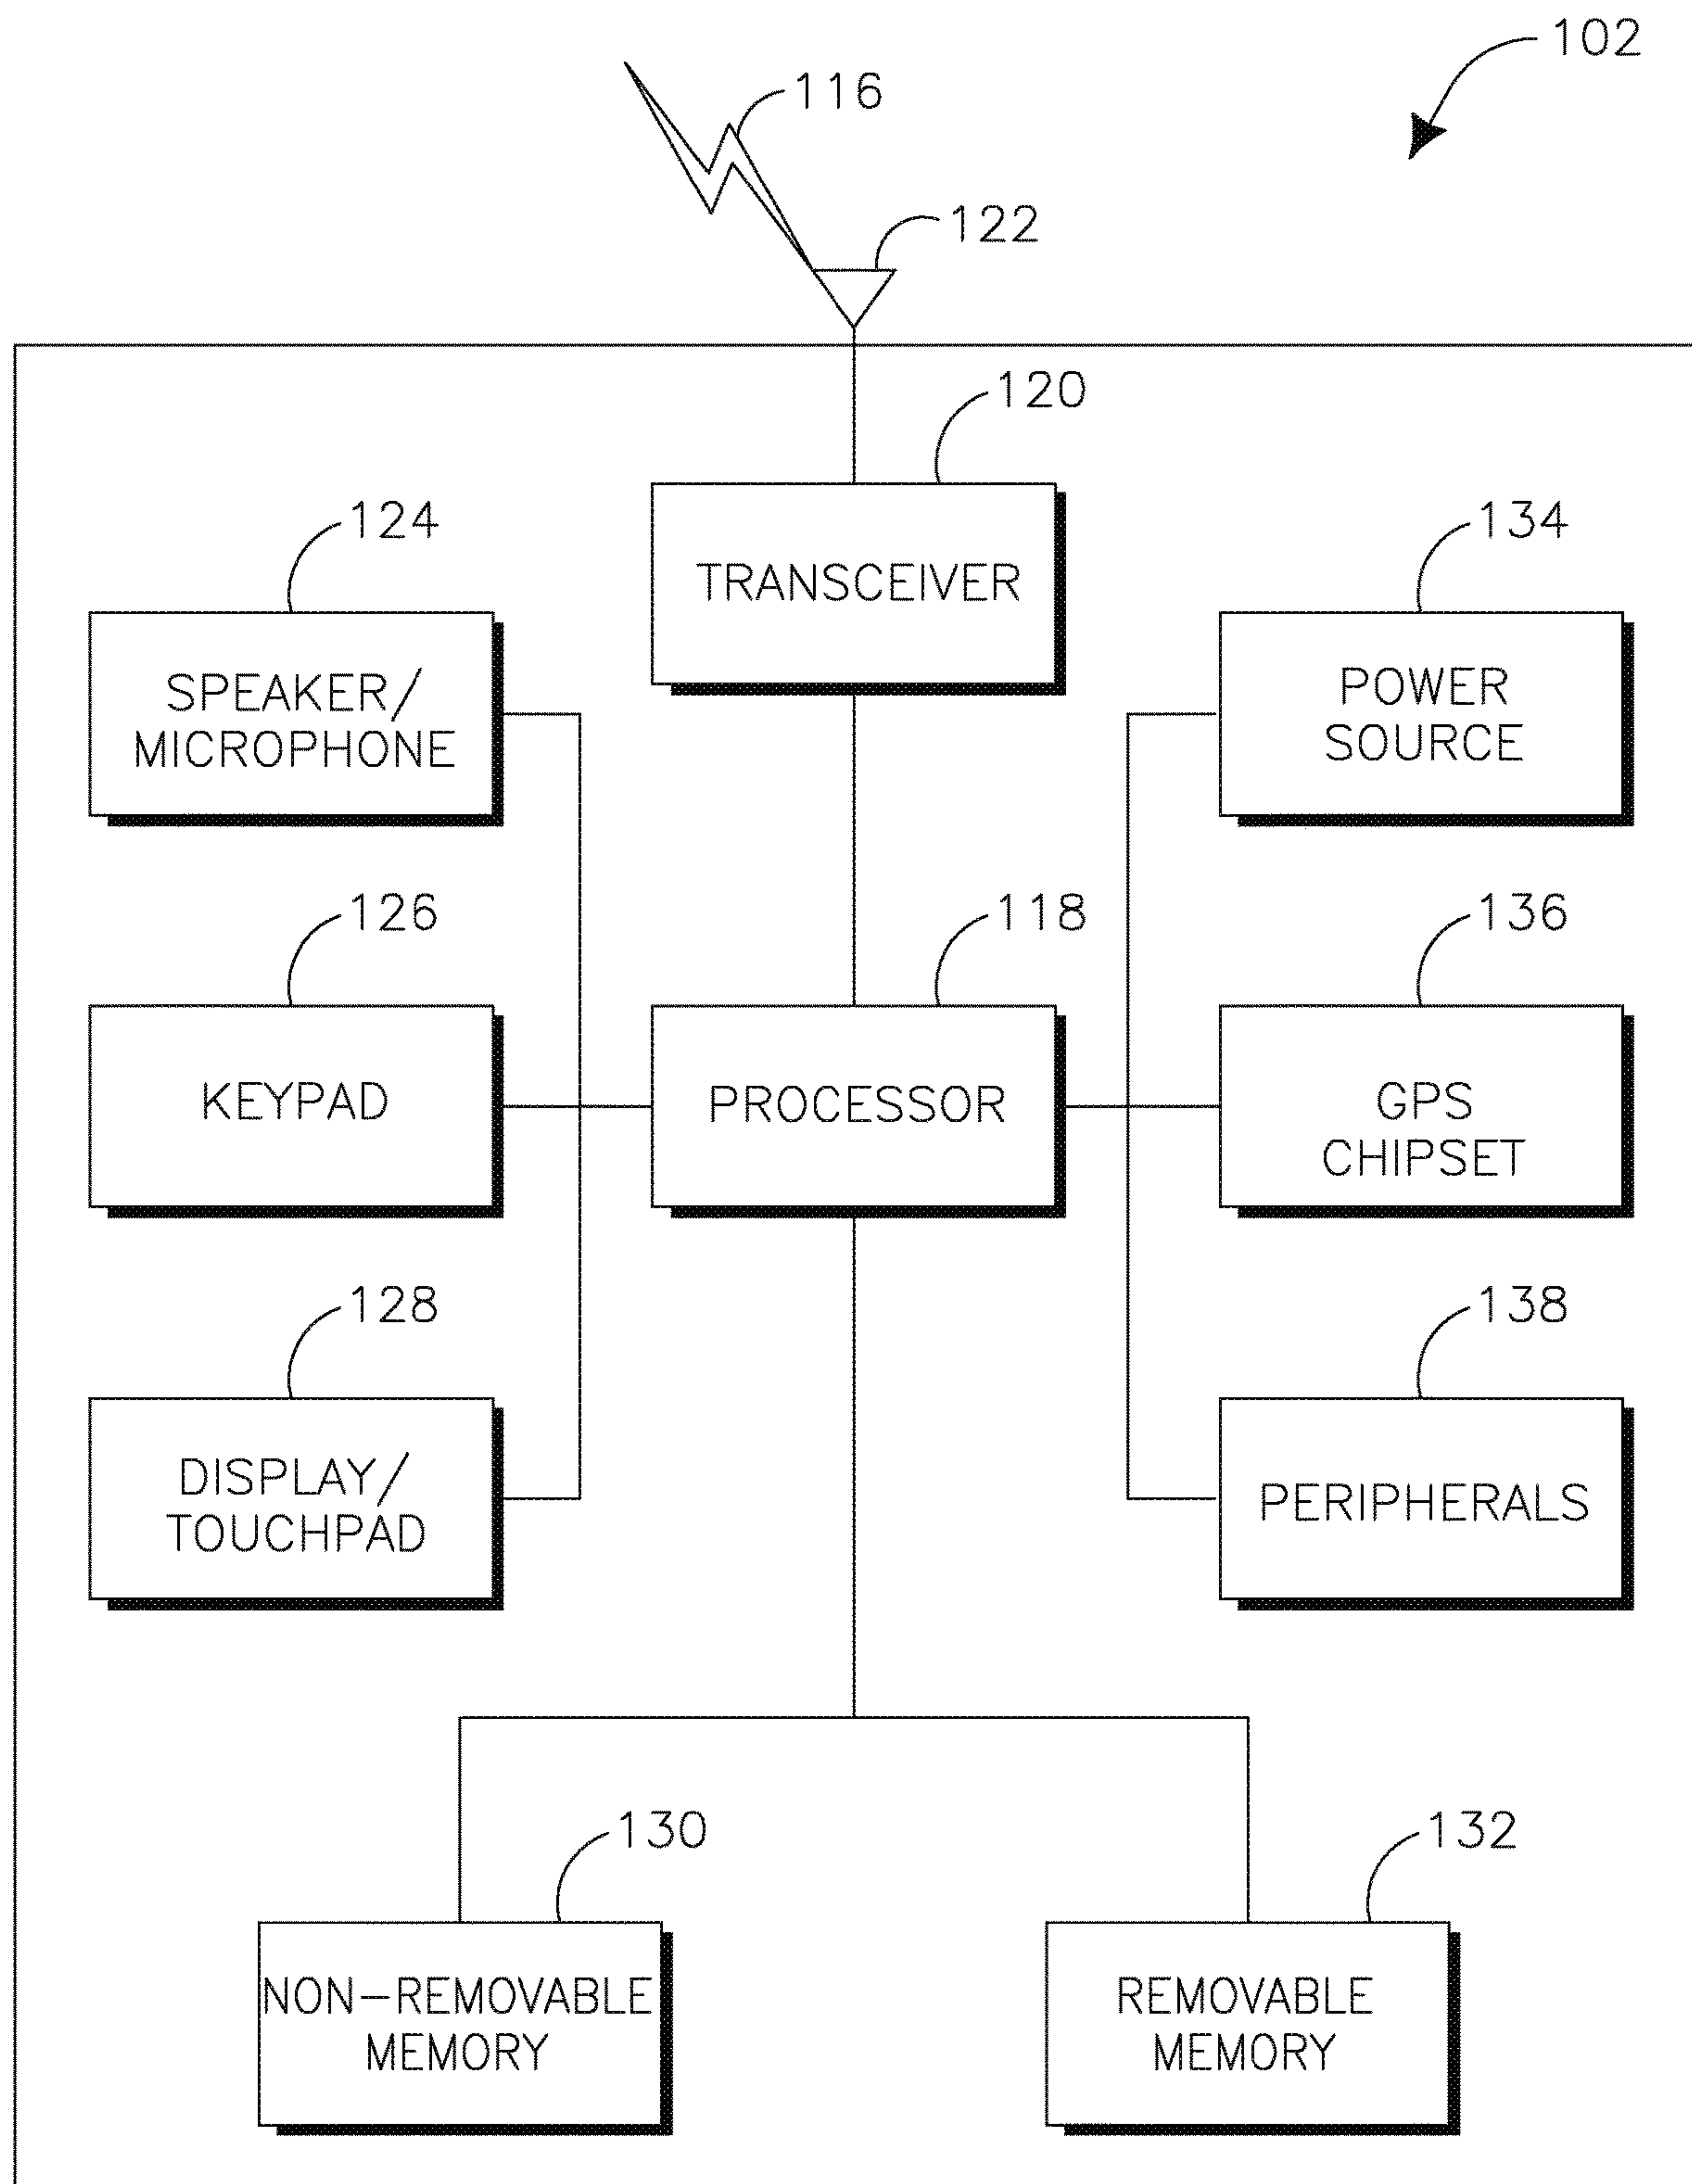 102
116
122
120
124
134
TRANSCEIVER
SPEAKER/
MICROPHONE
POWER
SOURCE
126
118
136
KEYPAD
PROCESSOR
GPS
CHIPSET
128
138
DISPLAY/
TOUCHPAD
PERIPHERALS
130
132
NON-REMOVABLE
MEMORY
REMOVABLE
MEMORY